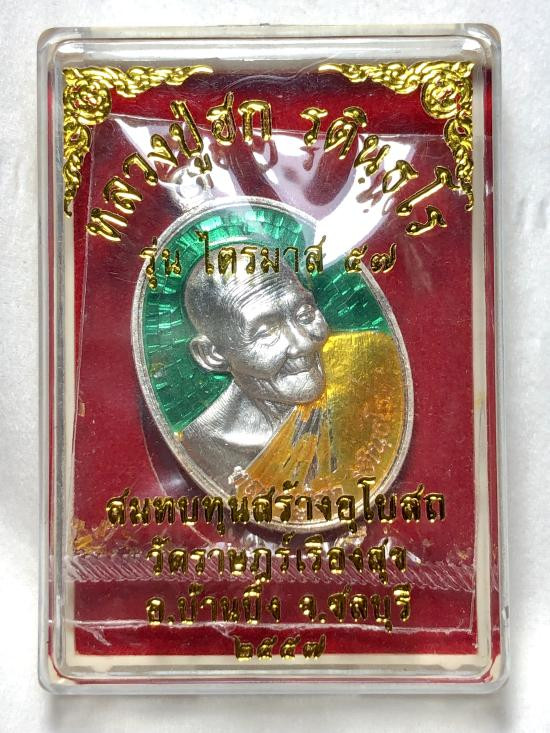 หลวงปู่ฮก รตินฺธโร
รุ่น ไตรมาส ๕๗
สมทบทุนสร้างอุโบสถ
วัดราษฎร์เรืองสุข
อ.บ้านบึง จ.ชลบุรี
๒๕๕๗